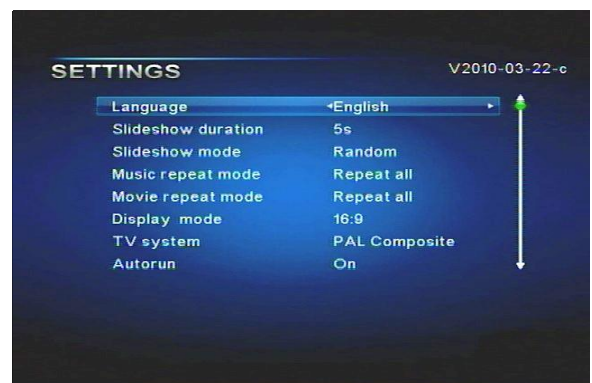 SETTINGS V2010-03-22-c
Language English
Slideshow duration 5s
Slideshow mode Random
Music repeat mode Repeat all
Movie repeat mode Repeat all
Display mode 16:9
TV system PAL Composite
Autorun On